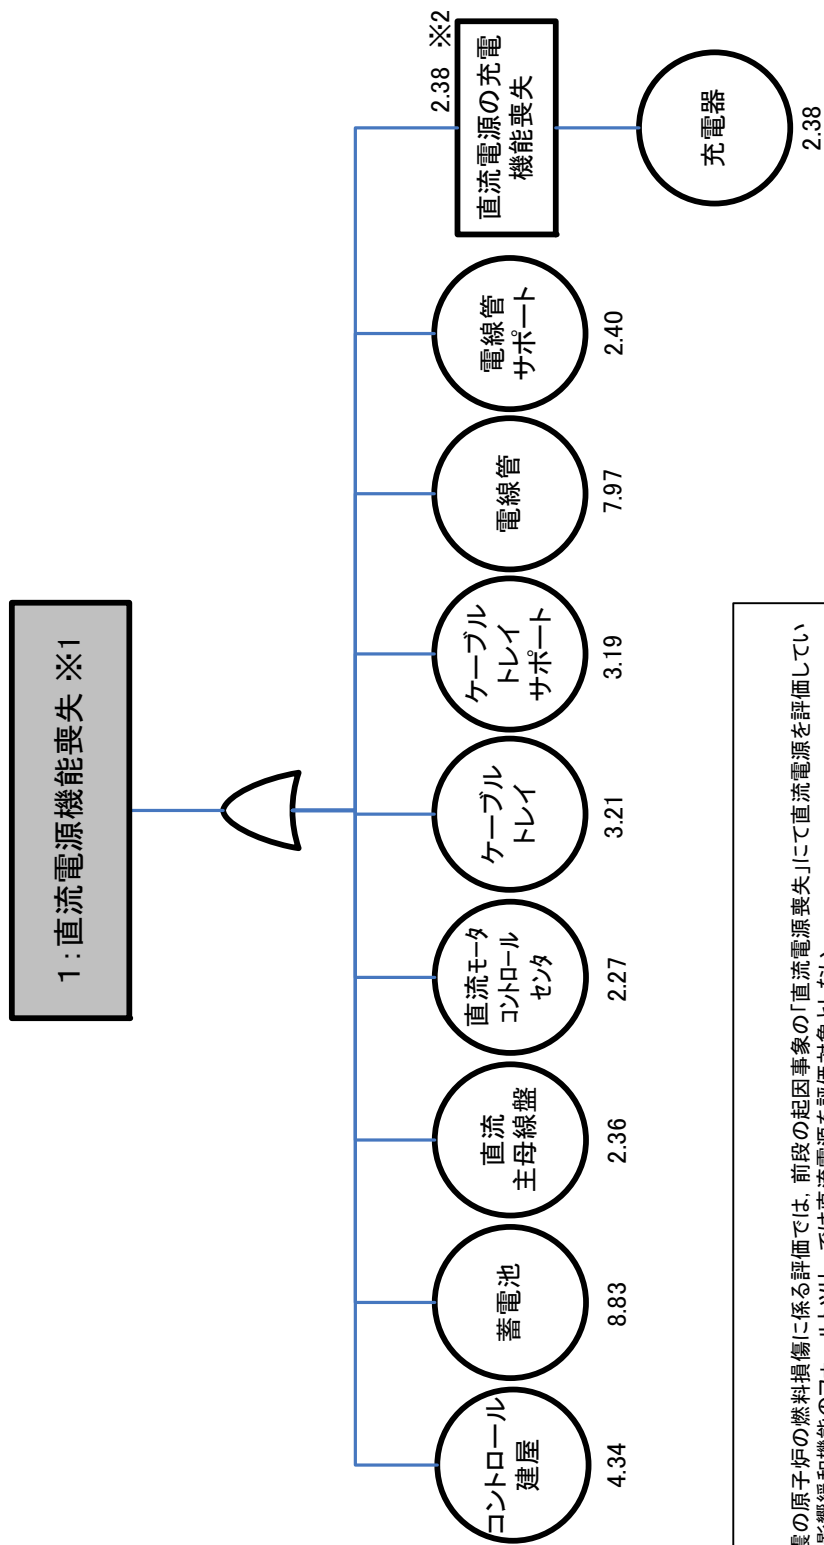 1：直流電源機能喪失 ※1
コントロール
建屋
4.34
蓄電池
8.83
直流
主母線盤
2.36
直流モータ
コントロール
センタ
2.27
ケーブル
トレイ
3.21
ケーブル
トレイ
サポート
3.19
電線管
7.97
電線管
サポート
2.40
2.38 ※2
直流電源の充電
機能喪失
充電器
2.38
震の原子炉の燃料損傷に係る評価では，前段の起因事象の「直流電源喪失」にて直流電源を評価してい